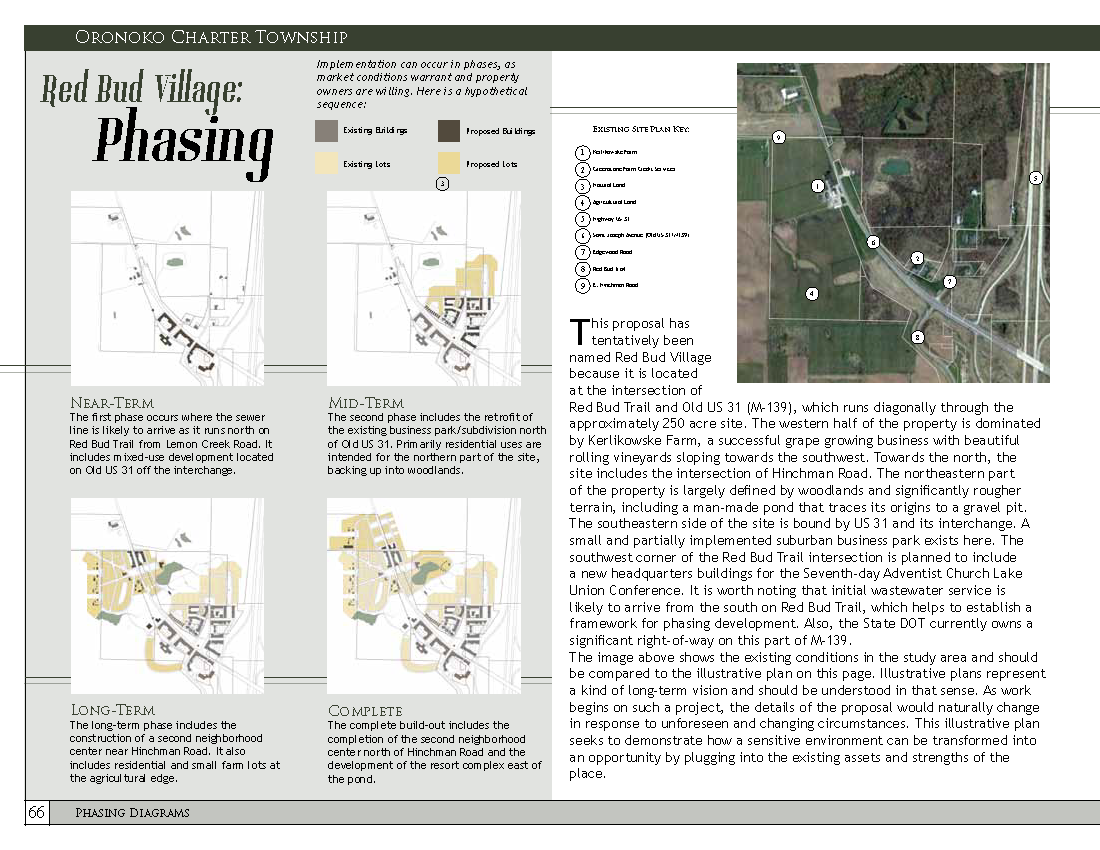 Oronoko Charter Township
Red Bud Village:
Phasing
Implementation can occur in phases, as
market conditions warrant and property
owners are willing. Here is a hypothetical
sequence:
Existing Buildings
Proposed Buildings
Existing Lots
Proposed Lots
3
Near-Term
The first phase occurs where the sewer
line is likely to arrive as it runs north on
Red Bud Trail from Lemon Creek Road. It
includes mixed-use development located
on Old US 31 off the interchange.
Mid-Term
The second phase includes the retrofit of
the existing business park/subdivision north
of Old US 31. Primarily residential uses are
intended for the northern part of the site,
backing up into woodlands.
Long-Term
The long-term phase includes the
construction of a second neighborhood
center near Hinchman Road. It also
includes residential and small farm lots at
the agricultural edge.
Complete
The complete build-out includes the
completion of the second neighborhood
center north of Hinchman Road and the
development of the resort complex east of
the pond.
Existing Site Plan Key:
1 Kerlikowske Farm
2 Greenstone Farm Credit Services
3 Natural Land
4 Agricultural Land
5 Highway US 31
6 Saint Joseph Avenue (Old US 31/M-139)
7 Edgewood Road
8 Red Bud Trail
9 E. Hinchman Road
9
1
5
6
2
7
4
8
This proposal has
tentatively been
named Red Bud Village
because it is located
at the intersection of
Red Bud Trail and Old US 31 (M-139), which runs diagonally through the
approximately 250 acre site. The western half of the property is dominated
by Kerlikowske Farm, a successful grape growing business with beautiful
rolling vineyards sloping towards the southwest. Towards the north, the
site includes the intersection of Hinchman Road. The northeastern part
of the property is largely defined by woodlands and significantly rougher
terrain, including a man-made pond that traces its origins to a gravel pit.
The southeastern side of the site is bound by US 31 and its interchange. A
small and partially implemented suburban business park exists here. The
southwest corner of the Red Bud Trail intersection is planned to include
a new headquarters buildings for the Seventh-day Adventist Church Lake
Union Conference. It is worth noting that initial wastewater service is
likely to arrive from the south on Red Bud Trail, which helps to establish a
framework for phasing development. Also, the State DOT currently owns a
significant right-of-way on this part of M-139.
The image above shows the existing conditions in the study area and should
be compared to the illustrative plan on this page. Illustrative plans represent
a kind of long-term vision and should be understood in that sense. As work
begins on such a project, the details of the proposal would naturally change
in response to unforeseen and changing circumstances. This illustrative plan
seeks to demonstrate how a sensitive environment can be transformed into
an opportunity by plugging into the existing assets and strengths of the
place.
66
Phasing Diagrams